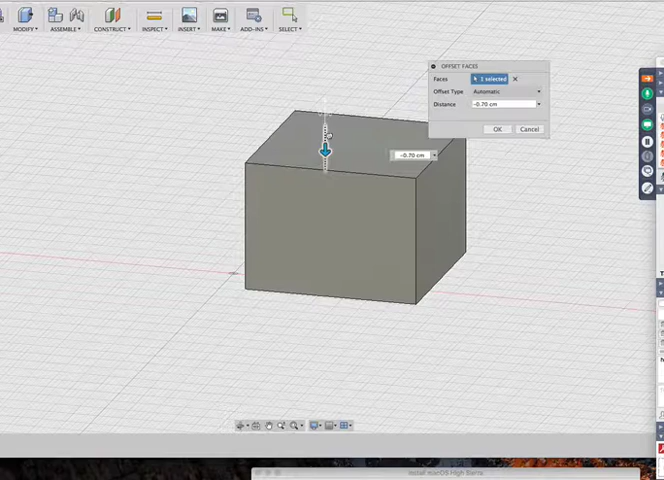 MODIFY ASSEMBLE CONSTRUCT INSPECT INSERT MAKE ADD-INS SELECT
OFFSET FACES
Faces 1 selected
Offset Type Automatic
Distance -0.70 cm
OK Cancel
-0.70 cm
Install macOS High Sierra